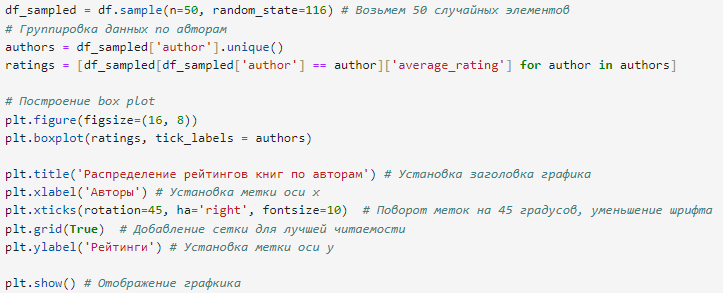 df_sampled = df.sample(n=50, random_state=116) # Возьмем 50 случайных элементов
# Группировка данных по авторам
authors = df_sampled['author'].unique()
ratings = [df_sampled[df_sampled['author'] == author]['average_rating'] for author in authors]
# Построение box plot
plt.figure(figsize=(16, 8))
plt.boxplot(ratings, tick_labels = authors)
plt.title('Распределение рейтингов книг по авторам') # Установка заголовка графика
plt.xlabel('Авторы') # Установка метки оси x
plt.xticks(rotation=45, ha='right', fontsize=10)  # Поворот меток на 45 градусов, уменьшение шрифта
plt.grid(True)  # Добавление сетки для лучшей читаемости
plt.ylabel('Рейтинги') # Установка метки оси y
plt.show() # Отображение графкика